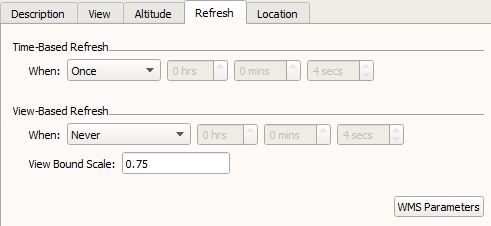 Description View Altitude Refresh Location
Time-Based Refresh
When: Once 0 hrs 0 mins 4 secs
View-Based Refresh
When: Never 0 hrs 0 mins 4 secs
View Bound Scale: 0.75
WMS Parameters